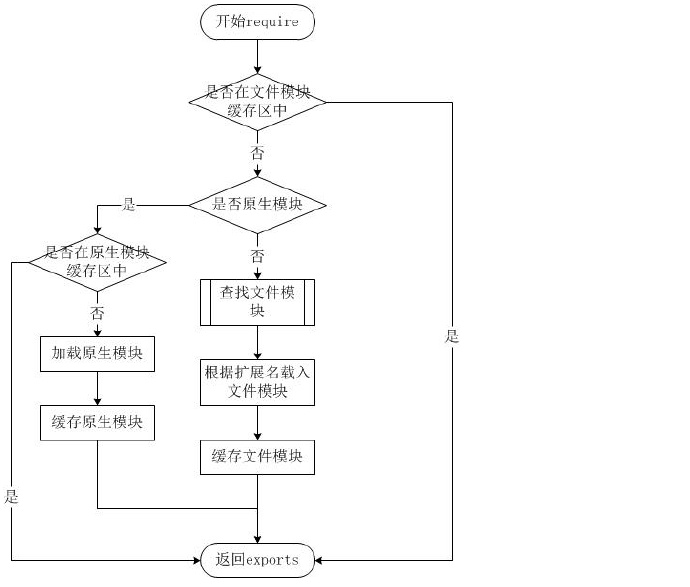 开始require
是否在文件模块
缓存区中
否
是否原生模块
是
是否在原生模块
缓存区中
否
否
查找文件模
块
加载原生模块
根据扩展名载入
文件模块
缓存原生模块
缓存文件模块
是
是
返回exports